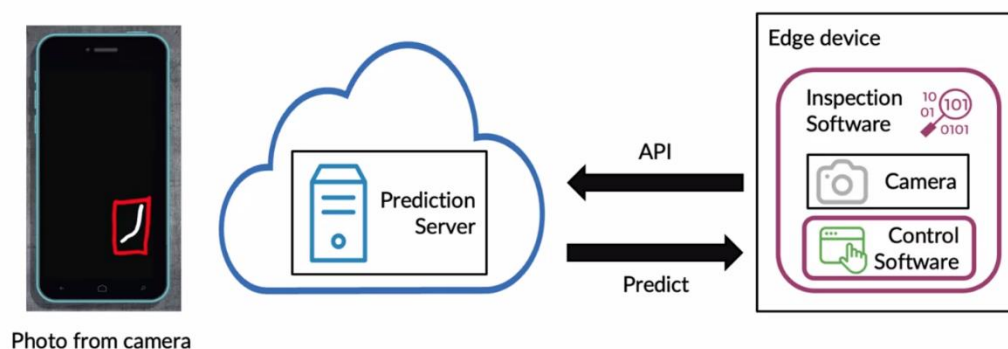 Photo from camera
Prediction
Server
API
Predict
Edge device
Inspection
Software
10
01
101
0101
Camera
Control
Software